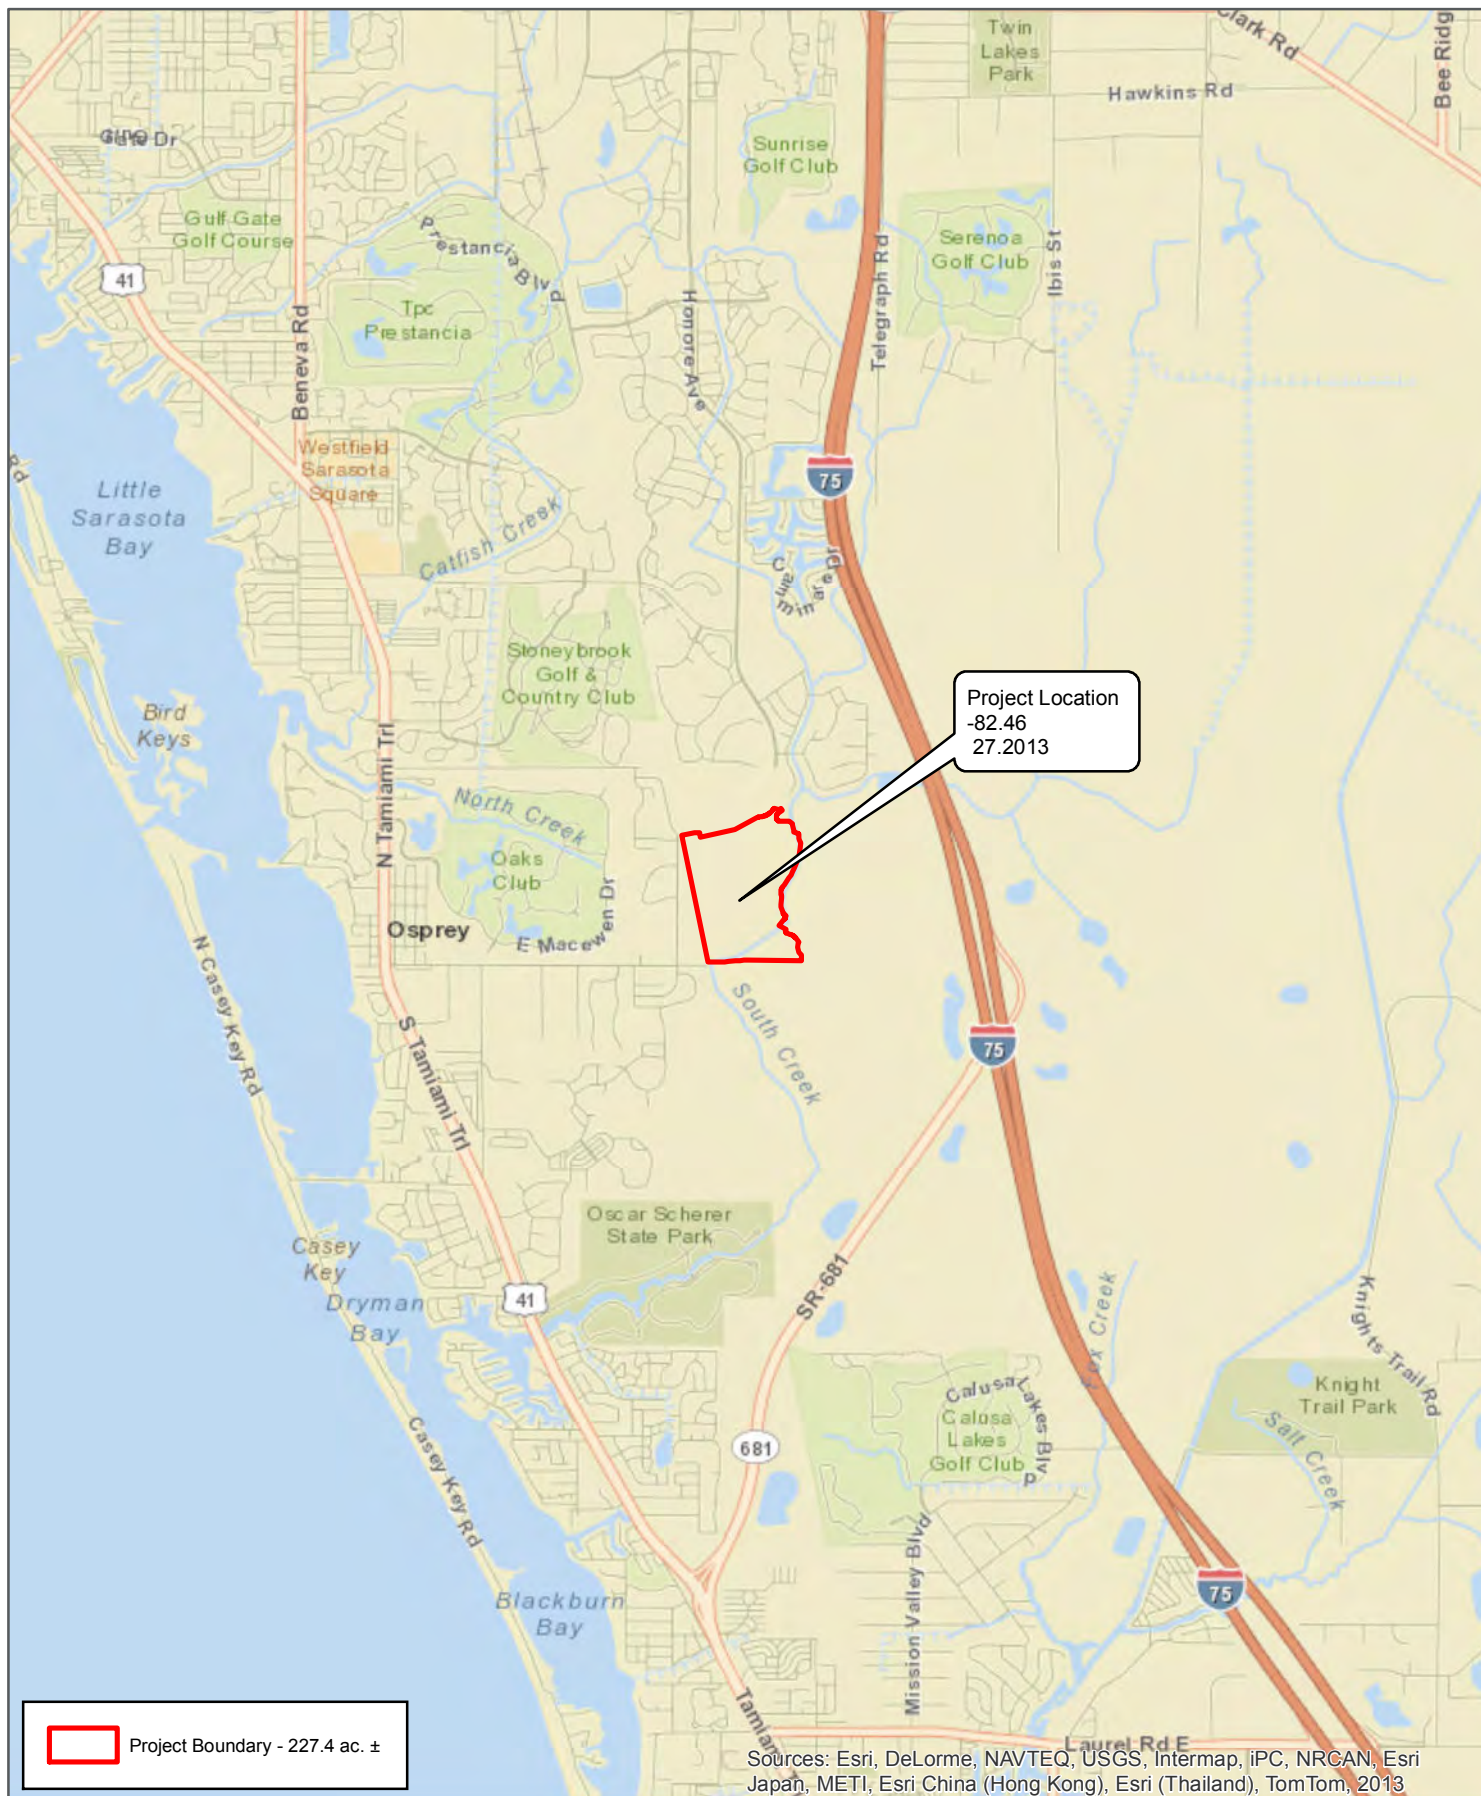 Twin
Lakes
Park
Clark Rd
Bee Ridg
Hawkins Rd
Sunrise
Golf Club
Gulf Gate
Golf Course
Prestancia Blvd
41
Serenoa
Golf Club
Ibis St
Telegraph Rd
Tpc
Prestancia
Honore Ave
Beneva Rd
Westfield
Sarasota
Square
75
Rd
Little
Sarasota
Bay
Catfish Creek
Stoneybrook
Golf &
Country Club
Project Location
-82.46
27.2013
Bird
Keys
N Tamiami Trl
North Creek
Oaks
Club
E Macewen Dr
Osprey
N Casey Key Rd
South Creek
S Tamiami Trl
75
Oscar Scherer
State Park
Casey
Key
Dryman
Bay
41
SR-681
Fox Creek
Knights Trail Rd
Knight
Trail Park
Salt Creek
Calusa Lakes Blvd
Calusa
Lakes
Golf Club
681
Casey Key Rd
Mission Valley Blvd
75
Blackburn
Bay
Tamiami
Laurel Rd E
Project Boundary - 227.4 ac. ±
Sources: Esri, DeLorme, NAVTEQ, USGS, Intermap, iPC, NRCAN, Esri
Japan, METI, Esri China (Hong Kong), Esri (Thailand), TomTom, 2013